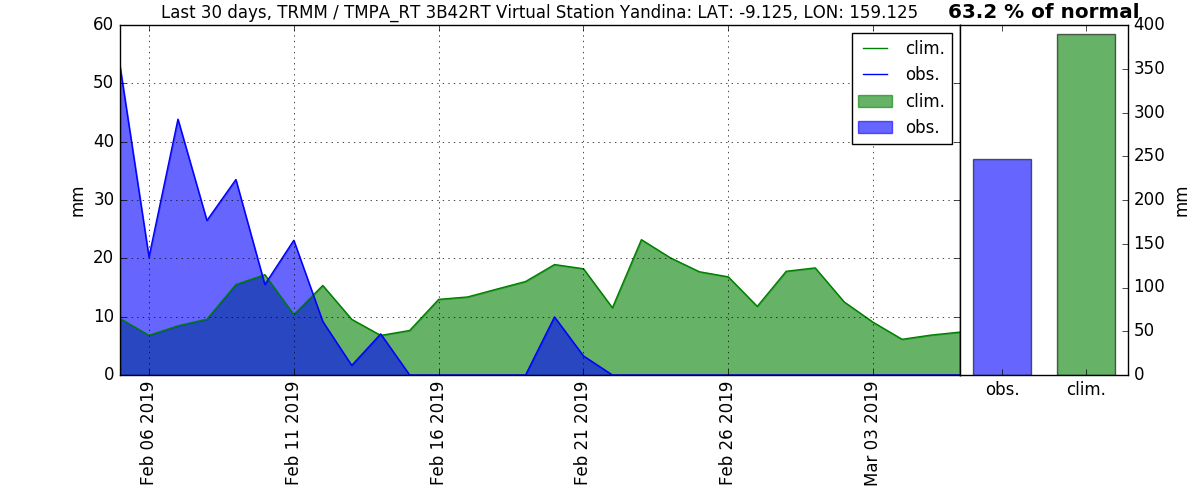 Last 30 days, TRMM / TMPA_RT 3B42RT Virtual Station Yandina: LAT: -9.125, LON: 159.125
63.2 % of normal
60
50
40
30
20
10
0
mm
clim.
obs.
clim.
obs.
Feb 06 2019
Feb 11 2019
Feb 16 2019
Feb 21 2019
Feb 26 2019
Mar 03 2019
400
350
300
250
200
150
100
50
0
mm
obs.
clim.